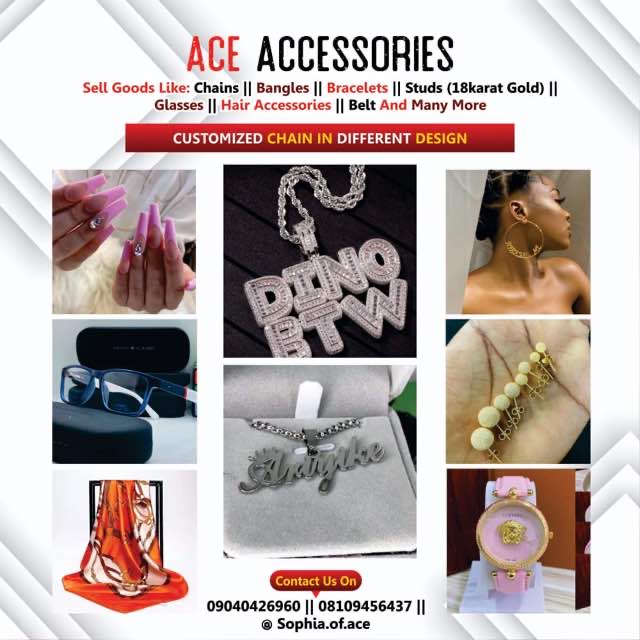 ACE ACCESSORIES
Sell Goods Like: Chains || Bangles || Bracelets || Studs (18karat Gold) ||
Glasses || Hair Accessories || Belt And Many More
CUSTOMIZED CHAIN IN DIFFERENT DESIGN
DINO
BTW
Contact Us On
09040426960 || 08109456437 ||
@ Sophia.of.ace